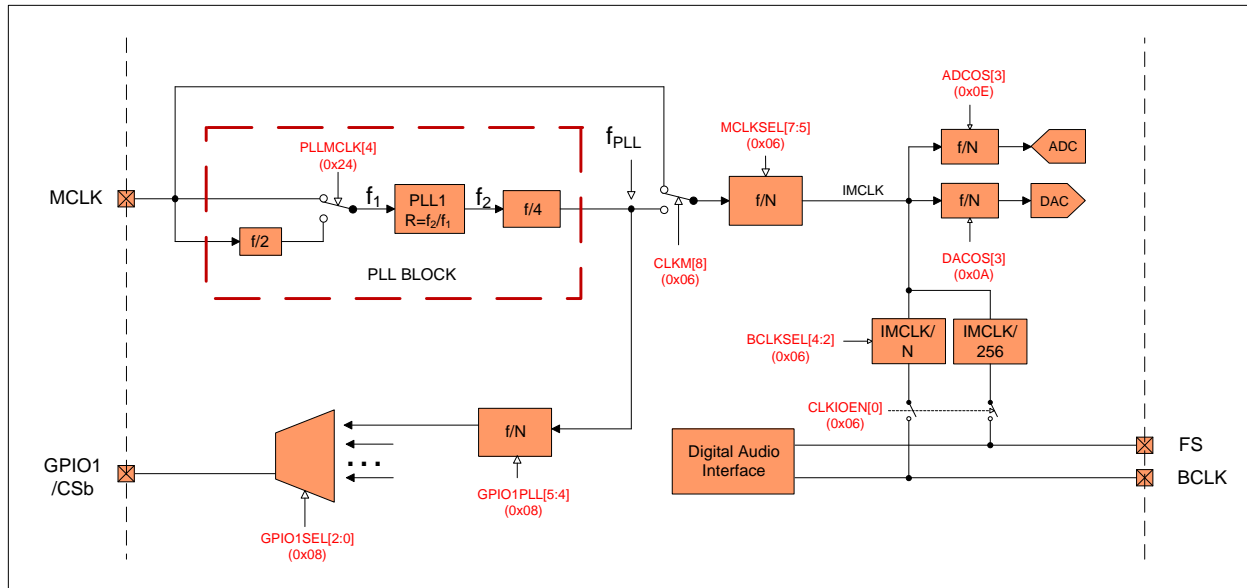 ADCOS[3]
(0x0E)
MCLKSEL[7:5]
(0x06)
f/N
ADC
PLLMCLK[4]
(0x24)
fPLL
MCLK
f1
PLL1
R=f2/f1
f2
f/4
f/N
IMCLK
f/N
DAC
f/2
PLL BLOCK
CLKM[8]
(0x06)
DACOS[3]
(0x0A)
BCLKSEL[4:2]
(0x06)
IMCLK/
N
IMCLK/
256
CLKIOEN[0]
(0x06)
f/N
...
GPIO1
/CSb
Digital Audio
Interface
FS
BCLK
GPIO1PLL[5:4]
(0x08)
GPIO1SEL[2:0]
(0x08)